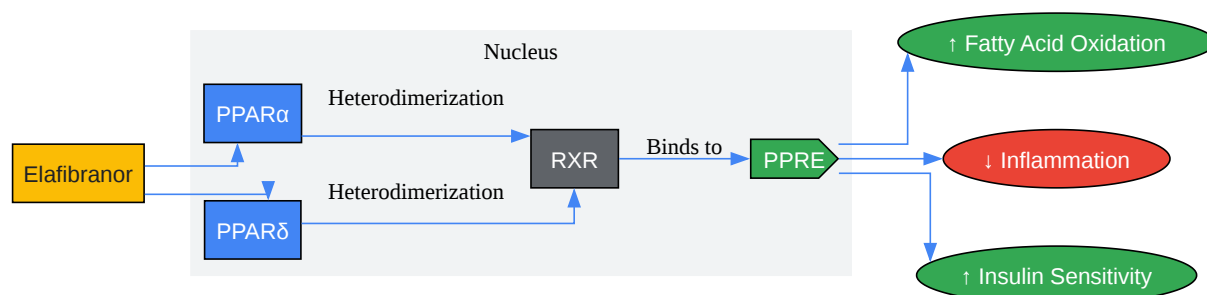 Nucleus
↑ Fatty Acid Oxidation
PPARα
Heterodimerization
Elafibranor
RXR
Binds to
PPRE
↓ Inflammation
Heterodimerization
PPARδ
↑ Insulin Sensitivity